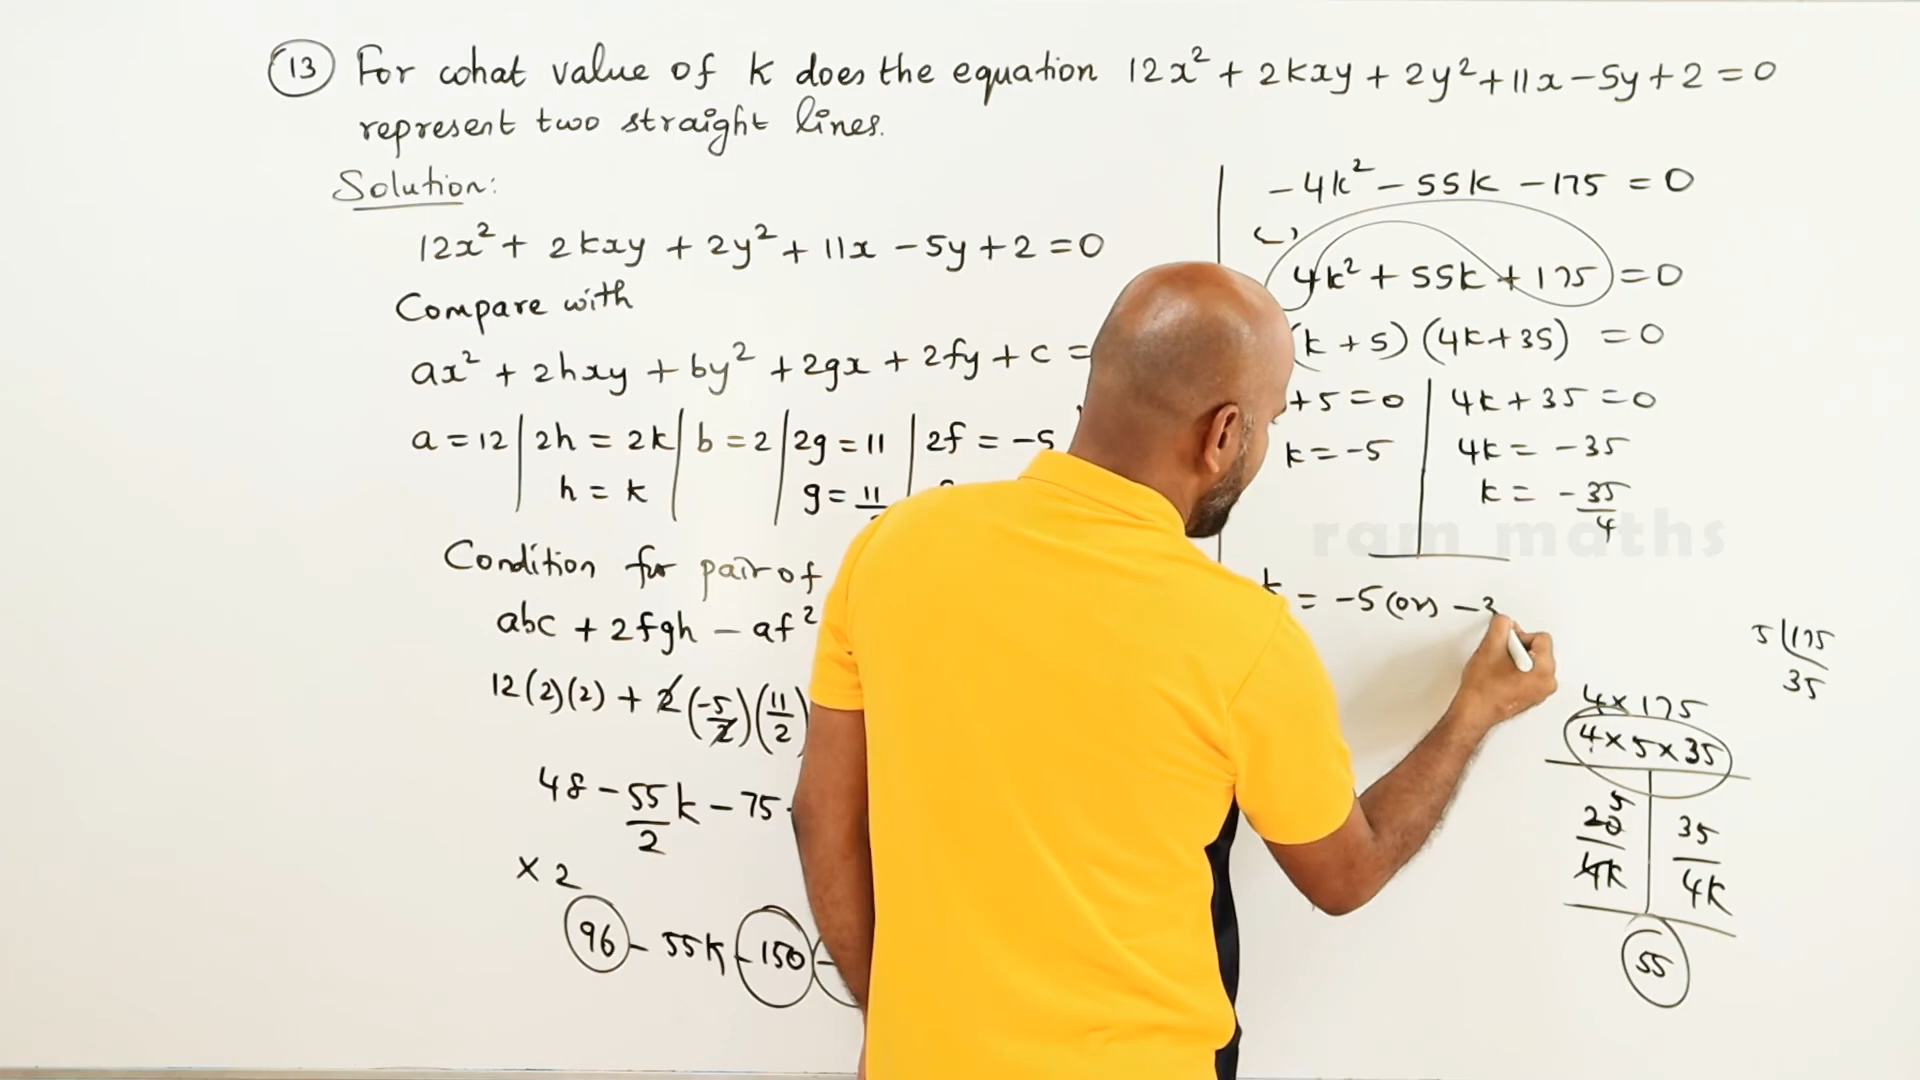 13 For what value of k does the equation 12x² + 2kxy + 2y² + 11x - 5y + 2 = 0
represent two straight lines.
Solution:
12x² + 2kxy + 2y² + 11x - 5y + 2 = 0
Compare with
ax² + 2hxy + by² + 2gx + 2fy + c =
a = 12 | 2h = 2k | b = 2 | 2g = 11 | 2f = -5
h = k | g = 11
Condition for pair of
abc + 2fgh - af²
12(2)(2) + 2(-5/2)(11/2)
48 - 55/2 k - 75
× 2
96 - 55k - 150 -
-4k² - 55k - 175 = 0
(-)
4k² + 55k + 175 = 0
(k + 5) (4k + 35) = 0
+ 5 = 0 | 4k + 35 = 0
k = -5 | 4k = -35
k = -35/4
ram maths
k = -5 (or) -3
5 175
35
4 × 175
4 × 5 × 35
20 5 | 35
4k | 4k
55